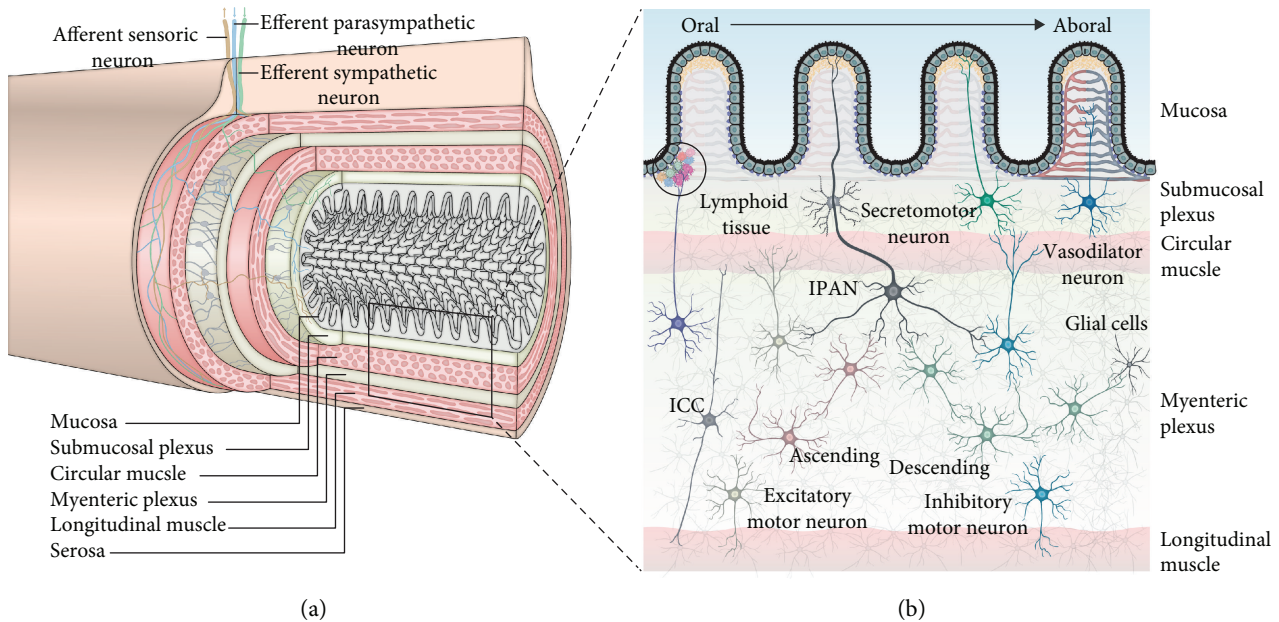 Afferent sensoric
neuron
Efferent parasympathetic
neuron
Efferent sympathetic
neuron
Mucosa
Submucosal plexus
Circular mucsle
Myenteric plexus
Longitudinal muscle
Serosa
(a)
Oral
Aboral
Mucosa
Submucosal
plexus
Circular
mucsle
Myenteric
plexus
Longitudinal
muscle
Lymphoid
tissue
Secretomotor
neuron
Vasodilator
neuron
IPAN
Glial cells
ICC
Ascending
Descending
Excitatory
motor neuron
Inhibitory
motor neuron
(b)